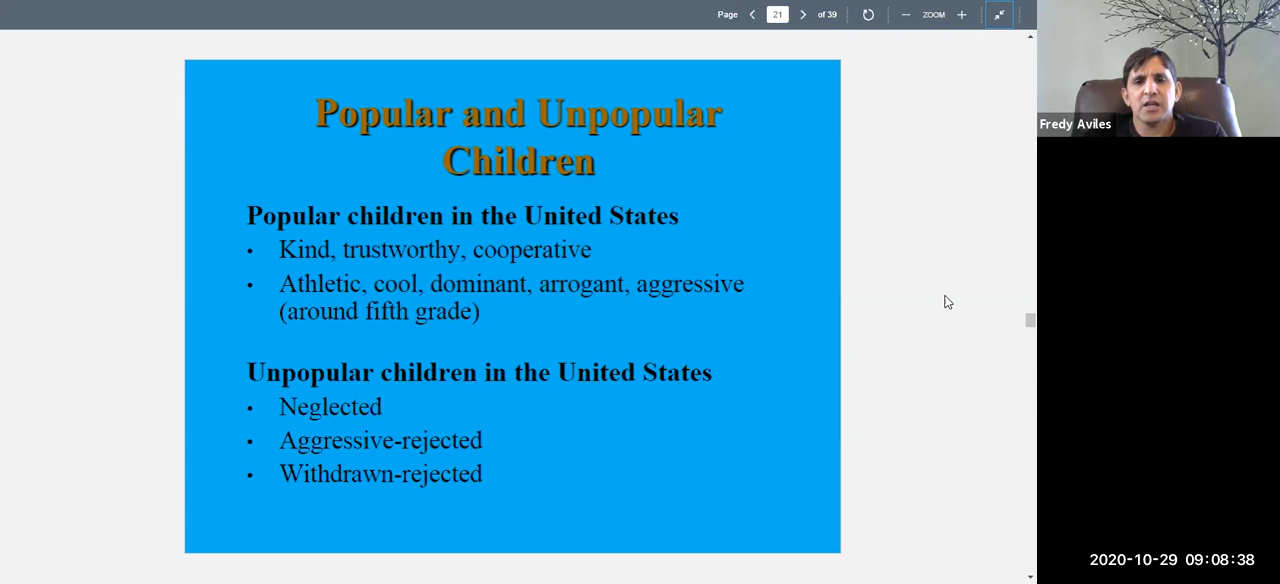 Page 21 of 39 ZOOM
Fredy Aviles
Popular and Unpopular
Children
Popular children in the United States
• Kind, trustworthy, cooperative
• Athletic, cool, dominant, arrogant, aggressive
(around fifth grade)
Unpopular children in the United States
• Neglected
• Aggressive-rejected
• Withdrawn-rejected
2020-10-29 09:08:38